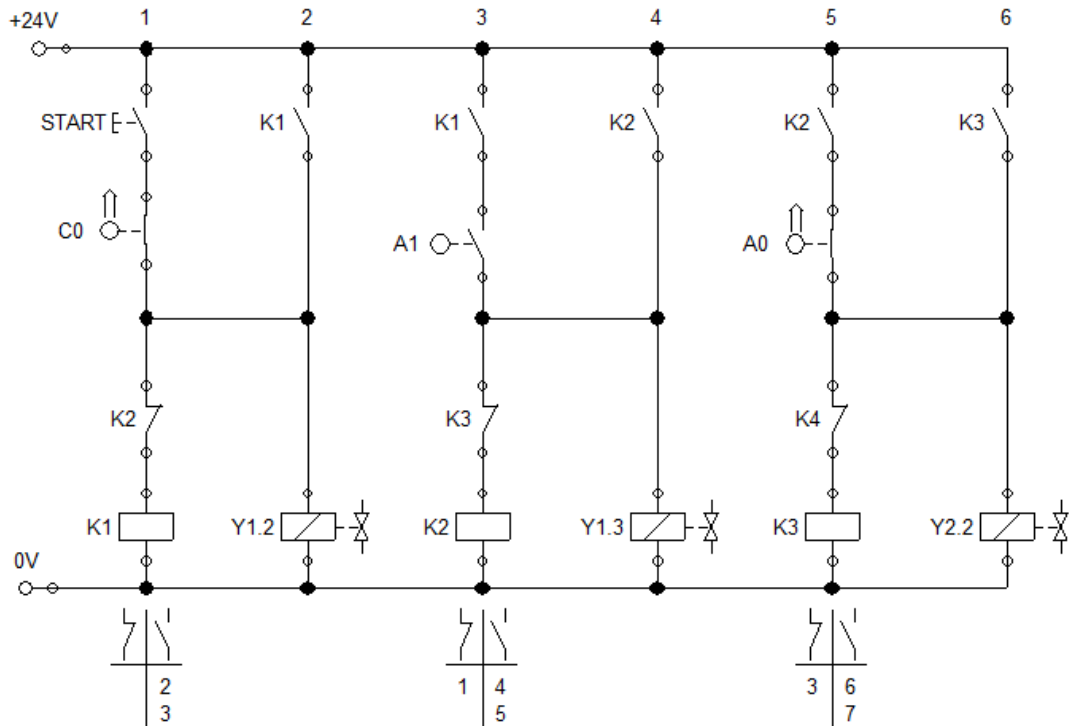 1 2 3 4 5 6
+24V
START K1 K1 K2 K2 K3
C0 A1 A0
K2 K3 K4
K1 Y1.2 K2 Y1.3 K3 Y2.2
0V
2 1 4 3 6
3 5 7